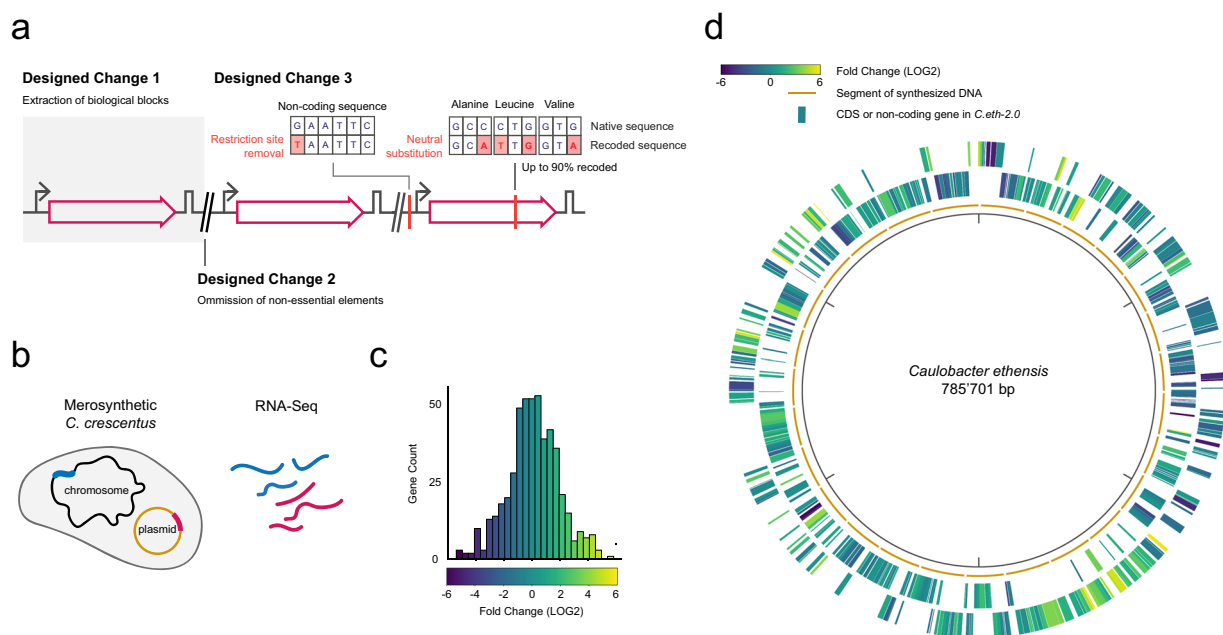 a
Designed Change 1
Extraction of biological blocks
Designed Change 3
Non-coding sequence
G A A T T C
T A A T T C
Restriction site
removal
Alanine Leucine Valine
G C C C T G G T G
G C A T T G G T A
Native sequence
Recoded sequence
Neutral
substitution
Up to 90% recoded
Designed Change 2
Ommission of non-essential elements
b
Merosynthetic
C. crescentus
chromosome
plasmid
RNA-Seq
c
50
25
0
Gene Count
-6 -4 -2 0 2 4 6
Fold Change (LOG2)
d
-6 0 6
Fold Change (LOG2)
Segment of synthesized DNA
CDS or non-coding gene in C.eth-2.0
Caulobacter ethensis
785'701 bp